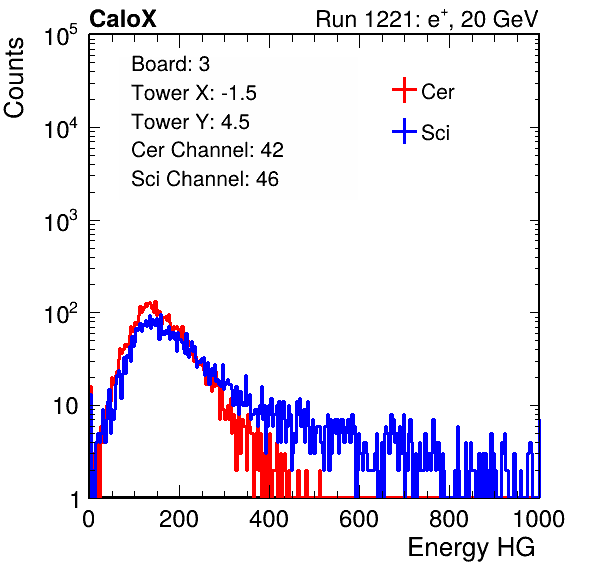 CaloX Run 1221: e⁺, 20 GeV
Counts
Board: 3
Tower X: -1.5
Tower Y: 4.5
Cer Channel: 42
Sci Channel: 46
Cer
Sci
10⁵
10⁴
10³
10²
10
1
0 200 400 600 800 1000
Energy HG